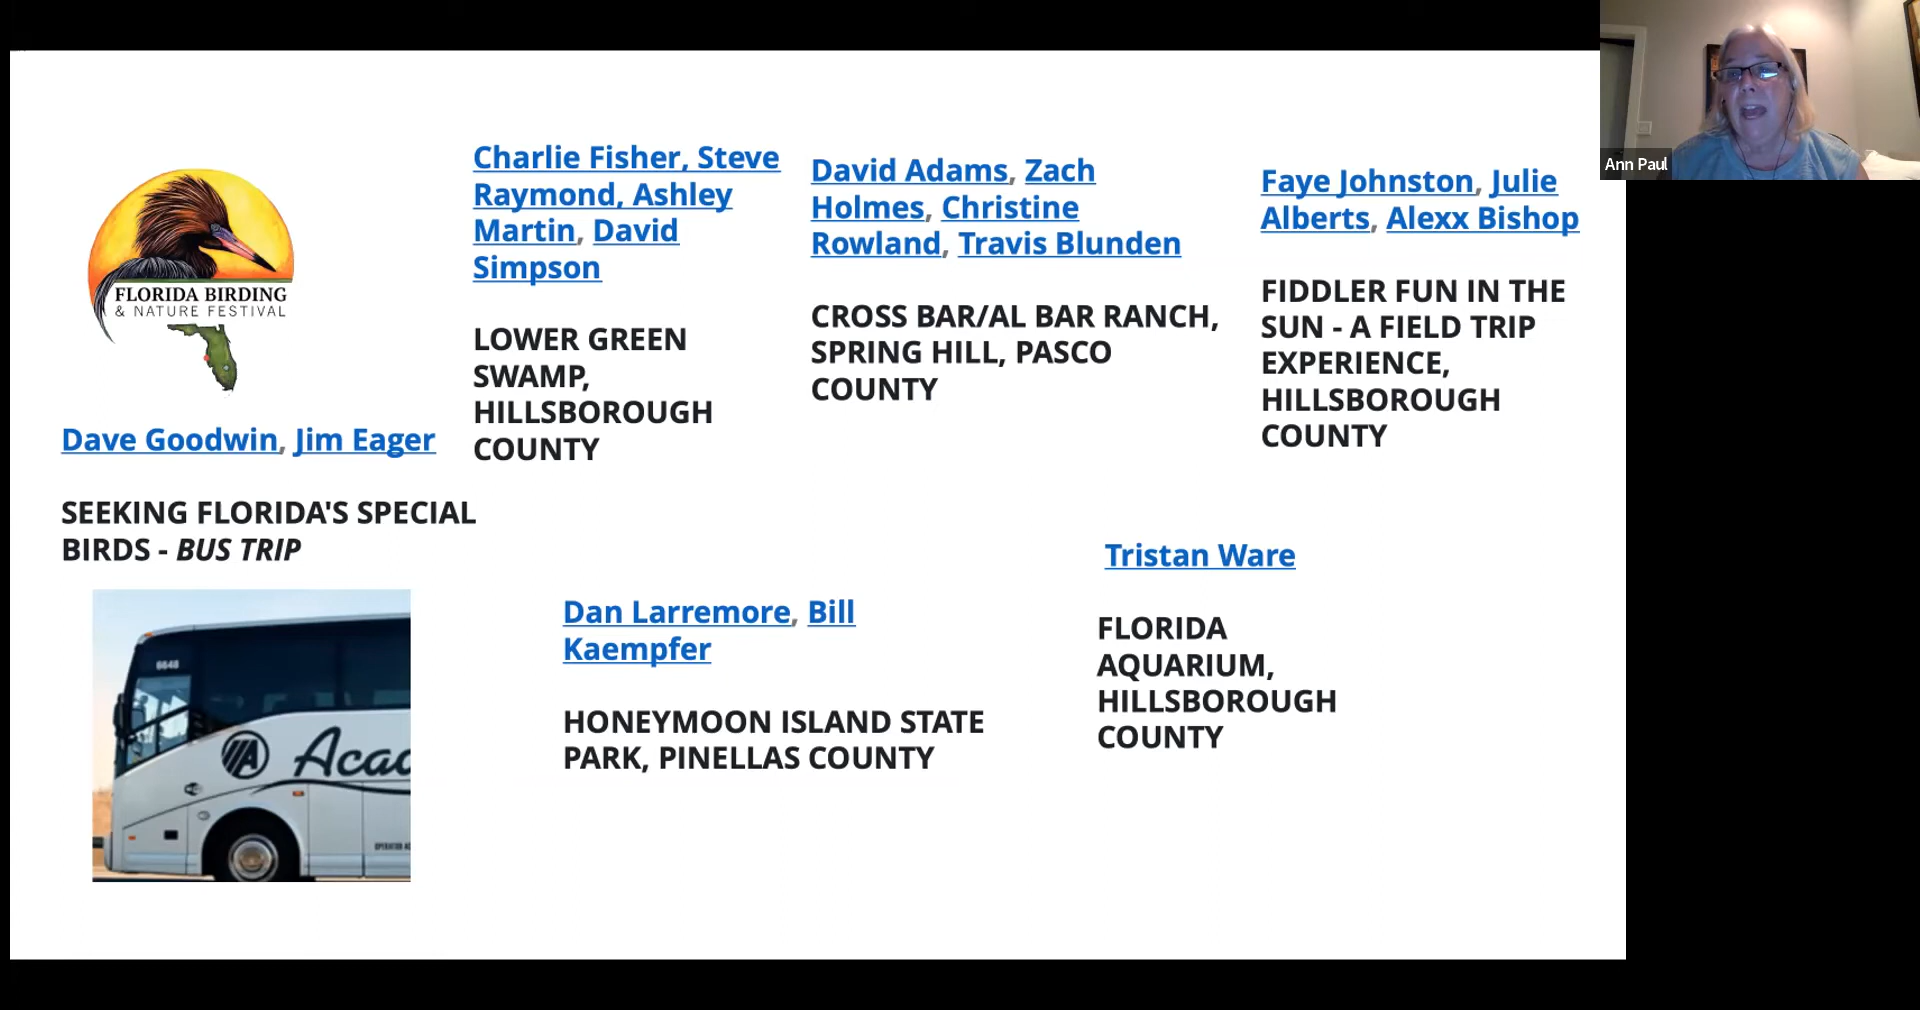 Ann Paul
FLORIDA BIRDING
& NATURE FESTIVAL
Dave Goodwin, Jim Eager
SEEKING FLORIDA'S SPECIAL
BIRDS - BUS TRIP
6648
Charlie Fisher, Steve
Raymond, Ashley
Martin, David
Simpson
LOWER GREEN
SWAMP,
HILLSBOROUGH
COUNTY
David Adams, Zach
Holmes, Christine
Rowland, Travis Blunden
CROSS BAR/AL BAR RANCH,
SPRING HILL, PASCO
COUNTY
Faye Johnston, Julie
Alberts, Alexx Bishop
FIDDLER FUN IN THE
SUN - A FIELD TRIP
EXPERIENCE,
HILLSBOROUGH
COUNTY
Dan Larremore, Bill
Kaempfer
HONEYMOON ISLAND STATE
PARK, PINELLAS COUNTY
Tristan Ware
FLORIDA
AQUARIUM,
HILLSBOROUGH
COUNTY